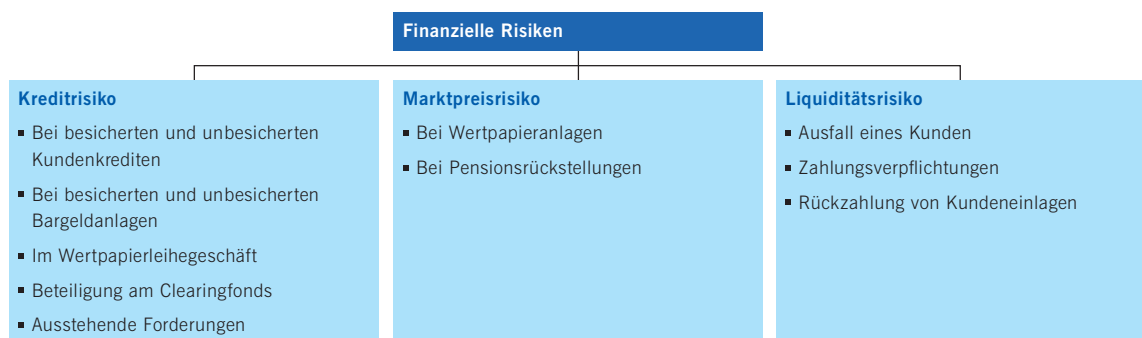 Finanzielle Risiken
Kreditrisiko
▪ Bei besicherten und unbesicherten
Kundenkrediten
▪ Bei besicherten und unbesicherten
Bargeldanlagen
▪ Im Wertpapierleihegeschäft
▪ Beteiligung am Clearingfonds
▪ Ausstehende Forderungen
Marktpreisrisiko
▪ Bei Wertpapieranlagen
▪ Bei Pensionsrückstellungen
Liquiditätsrisiko
▪ Ausfall eines Kunden
▪ Zahlungsverpflichtungen
▪ Rückzahlung von Kundeneinlagen